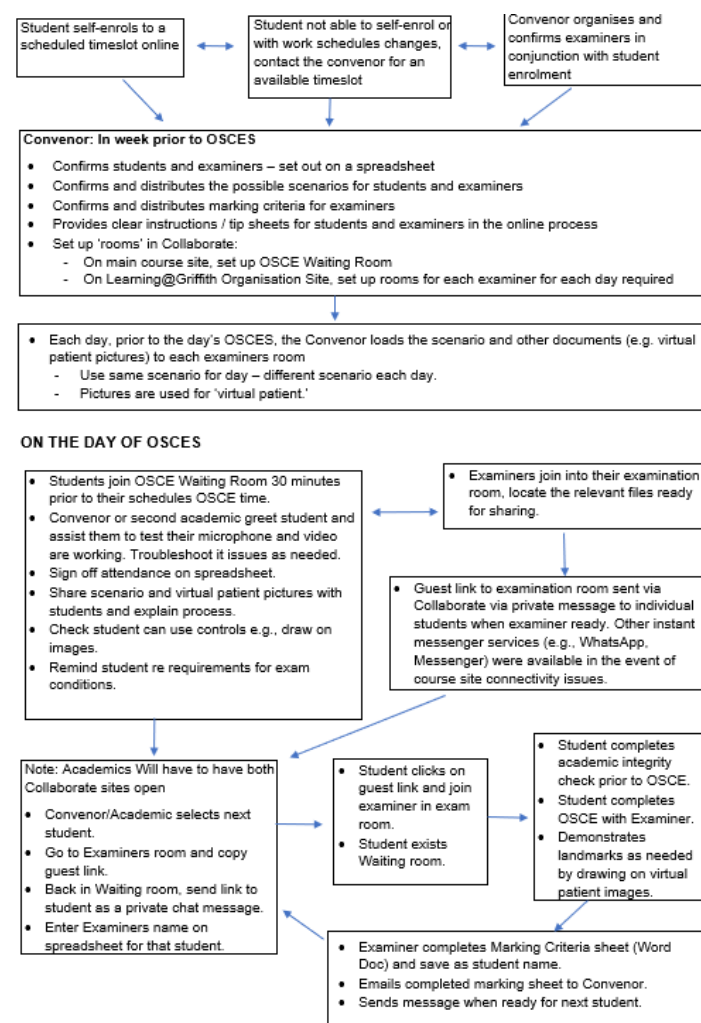 Student self-enrols to a
scheduled timeslot online
Student not able to self-enrol or
with work schedules changes,
contact the convenor for an
available timeslot
Convenor organises and
confirms examiners in
conjunction with student
enrolment
Convenor: In week prior to OSCES
• Confirms students and examiners – set out on a spreadsheet
• Confirms and distributes the possible scenarios for students and examiners
• Confirms and distributes marking criteria for examiners
• Provides clear instructions / tip sheets for students and examiners in the online process
• Set up 'rooms' in Collaborate:
- On main course site, set up OSCE Waiting Room
- On Learning@Griffith Organisation Site, set up rooms for each examiner for each day required
• Each day, prior to the day's OSCES, the Convenor loads the scenario and other documents (e.g. virtual
patient pictures) to each examiners room
- Use same scenario for day – different scenario each day.
- Pictures are used for 'virtual patient.'
ON THE DAY OF OSCES
• Students join OSCE Waiting Room 30 minutes
prior to their schedules OSCE time.
• Convenor or second academic greet student and
assist them to test their microphone and video
are working. Troubleshoot it issues as needed.
• Sign off attendance on spreadsheet.
• Share scenario and virtual patient pictures with
students and explain process.
• Check student can use controls e.g., draw on
images.
• Remind student re requirements for exam
conditions.
• Examiners join into their examination
room, locate the relevant files ready
for sharing.
• Guest link to examination room sent via
Collaborate via private message to individual
students when examiner ready. Other instant
messenger services (e.g., WhatsApp,
Messenger) were available in the event of
course site connectivity issues.
Note: Academics Will have to have both
Collaborate sites open
• Convenor/Academic selects next
student.
• Go to Examiners room and copy
guest link.
• Back in Waiting room, send link to
student as a private chat message.
• Enter Examiners name on
spreadsheet for that student.
• Student clicks on
guest link and join
examiner in exam
room.
• Student exists
Waiting room.
• Student completes
academic integrity
check prior to OSCE.
• Student completes
OSCE with Examiner.
• Demonstrates
landmarks as needed
by drawing on virtual
patient images.
• Examiner completes Marking Criteria sheet (Word
Doc) and save as student name.
• Emails completed marking sheet to Convenor.
• Sends message when ready for next student.